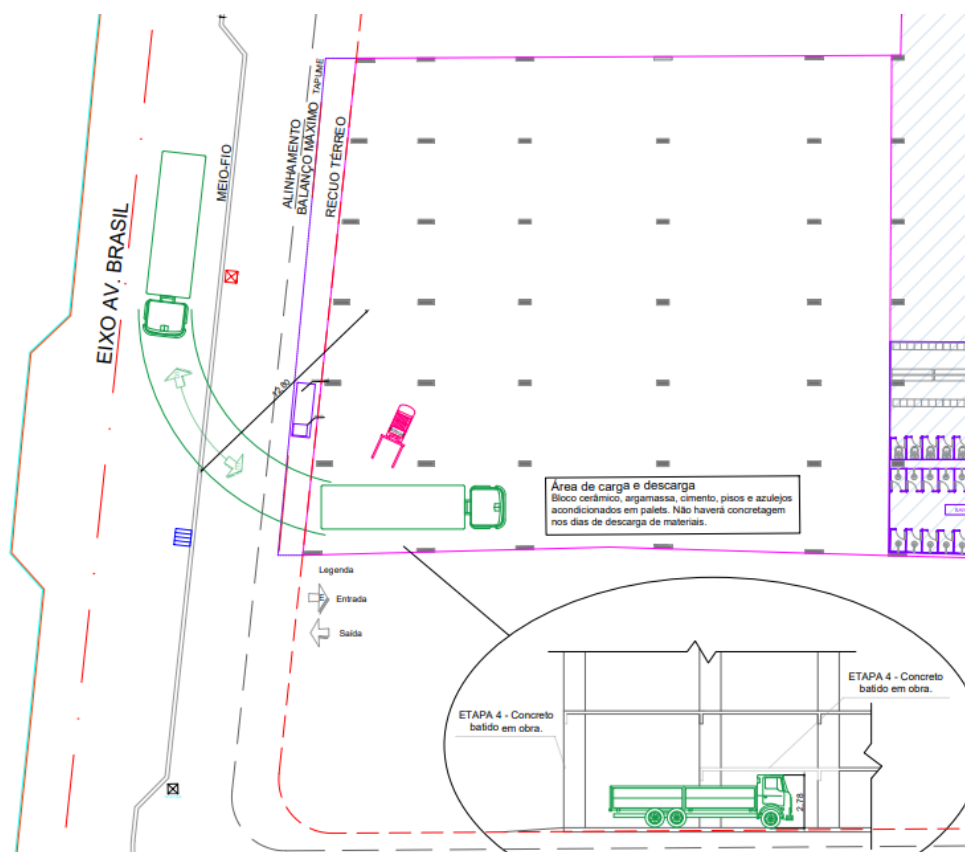 TAPUME
ALINHAMENTO
BALANÇO MÁXIMO
RECUO TÉRREO
MEIO-FIO
EIXO AV. BRASIL
12,80
Área de carga e descarga
Bloco cerâmico, argamassa, cimento, pisos e azulejos
acondicionados em palets. Não haverá concretagem
nos dias de descarga de materiais.
Legenda
E
Entrada
Saída
ETAPA 4 - Concreto
batido em obra.
ETAPA 4 - Concreto
batido em obra.
2,78